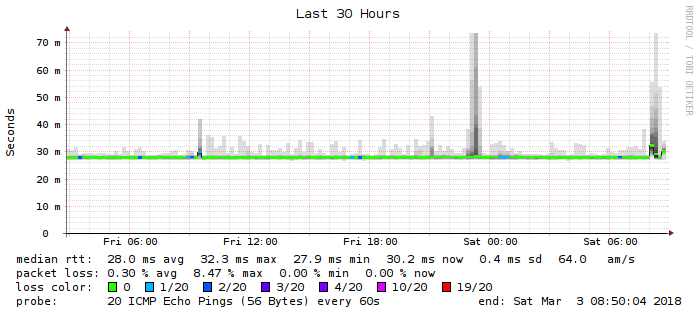 Last 30 Hours
RRDTOOL / TOBI OETIKER
Seconds
70 m
60 m
50 m
40 m
30 m
20 m
10 m
0
Fri 06:00 Fri 12:00 Fri 18:00 Sat 00:00 Sat 06:00
median rtt: 28.0 ms avg 32.3 ms max 27.9 ms min 30.2 ms now 0.4 ms sd 64.0 am/s
packet loss: 0.30 % avg 8.47 % max 0.00 % min 0.00 % now
loss color: 0 1/20 2/20 3/20 4/20 10/20 19/20
probe: 20 ICMP Echo Pings (56 Bytes) every 60s end: Sat Mar 3 08:50:04 2018